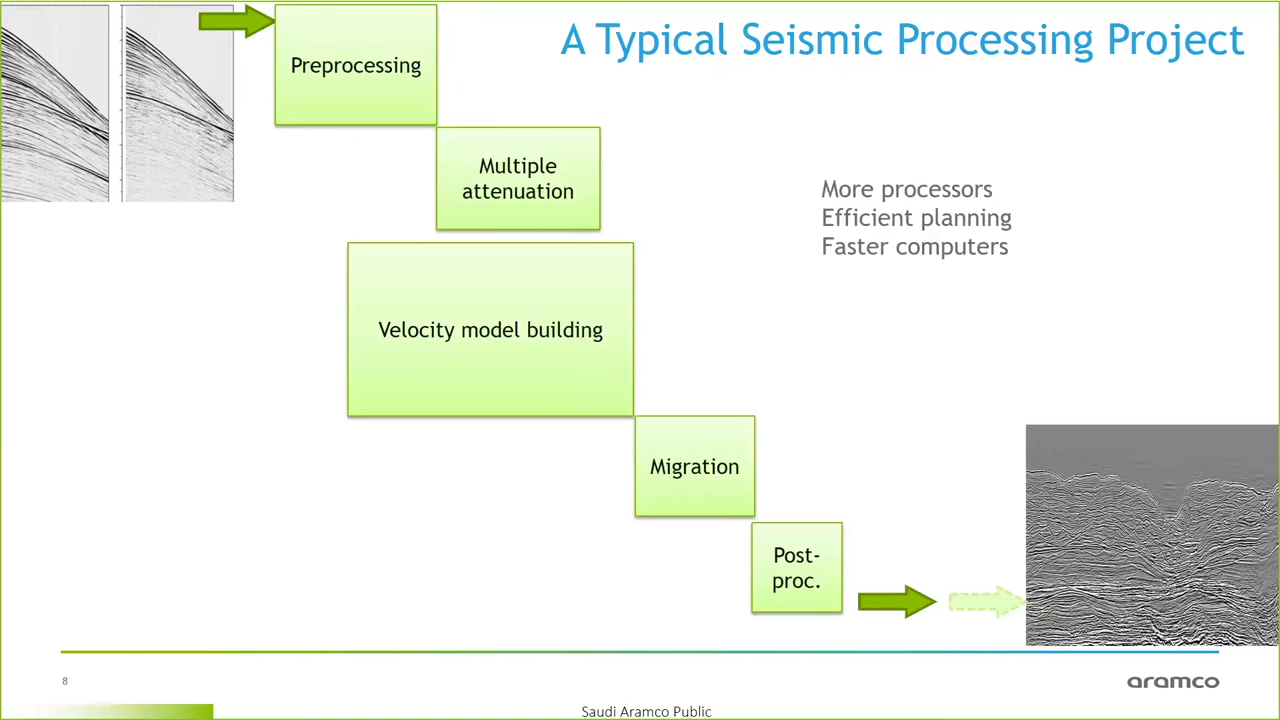 A Typical Seismic Processing Project
Preprocessing
Multiple
attenuation
More processors
Efficient planning
Faster computers
Velocity model building
Migration
Post-
proc.
8
aramco
Saudi Aramco Public